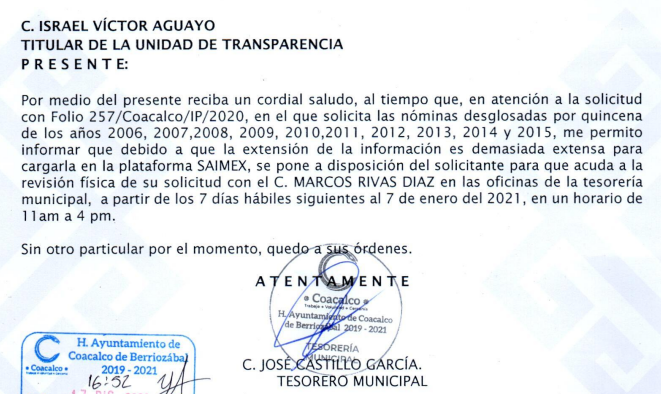 C. ISRAEL VÍCTOR AGUAYO
TITULAR DE LA UNIDAD DE TRANSPARENCIA
P R E S E N T E:
Por medio del presente reciba un cordial saludo, al tiempo que, en atención a la solicitud
con Folio 257/Coacalco/IP/2020, en el que solicita las nóminas desglosadas por quincena
de los años 2006, 2007,2008, 2009, 2010,2011, 2012, 2013, 2014 y 2015, me permito
informar que debido a que la extensión de la información es demasiada extensa para
cargarla en la plataforma SAIMEX, se pone a disposición del solicitante para que acuda a la
revisión física de su solicitud con el C. MARCOS RIVAS DIAZ en las oficinas de la tesorería
municipal, a partir de los 7 días hábiles siguientes al 7 de enero del 2021, en un horario de
11am a 4 pm.
Sin otro particular por el momento, quedo a sus órdenes.
A T E N T A M E N T E
Coacalco
H. Ayuntamiento de Coacalco
de Berriozábal 2019 - 2021
TESORERÍA
MUNICIPAL
C. JOSÉ CASTILLO GARCÍA.
TESORERO MUNICIPAL
H. Ayuntamiento de
Coacalco de Berriozábal
2019 - 2021
Coacalco
16:52